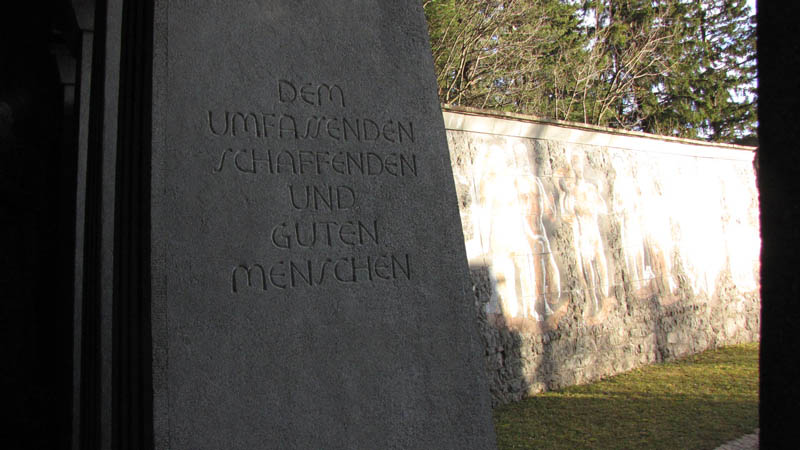 DEM
UMFASSENDEN
SCHAFFENDEN
UND
GUTEN
MENSCHEN